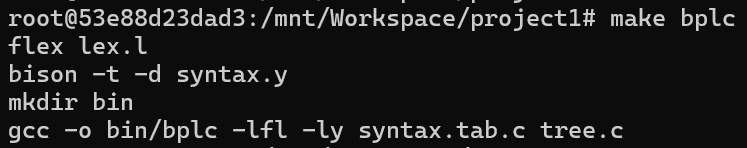 root@53e88d23dad3:/mnt/Workspace/project1# make bplc
flex lex.l
bison -t -d syntax.y
mkdir bin
gcc -o bin/bplc -lfl -ly syntax.tab.c tree.c